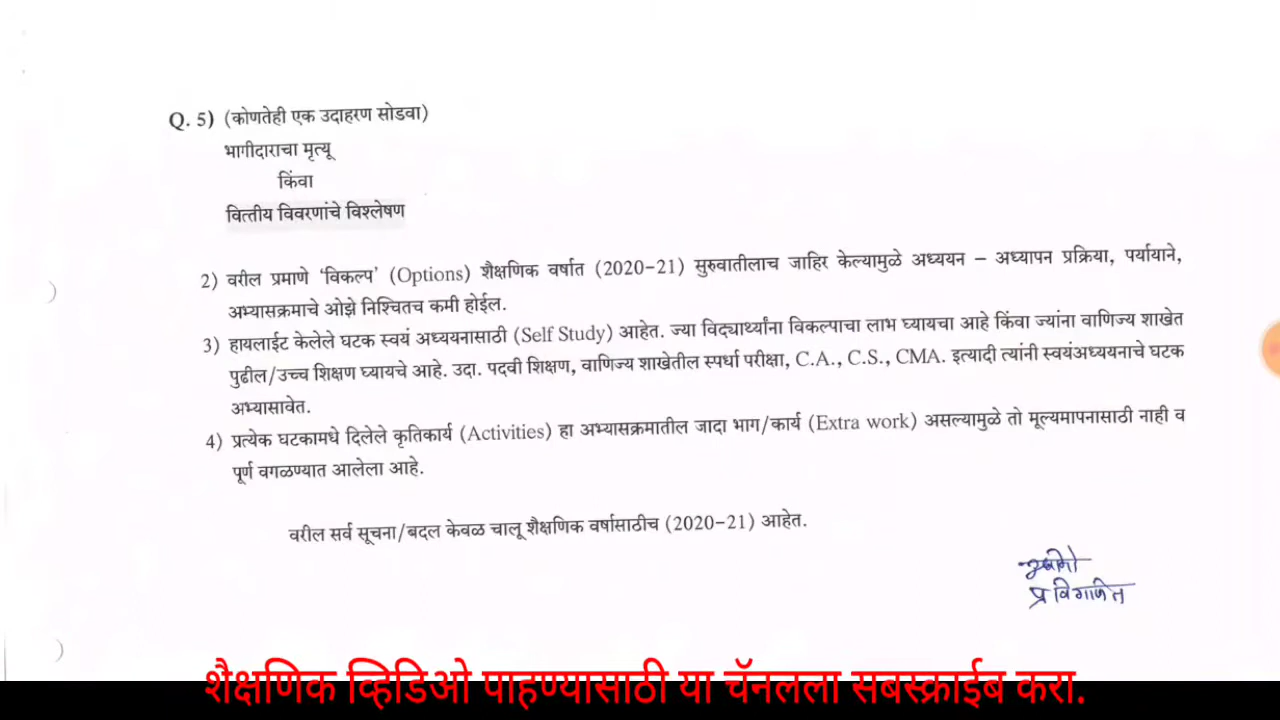 Q. 5) (कोणतेही एक उदाहरण सोडवा)
भागीदाराचा मृत्यू
किंवा
वित्तीय विवरणांचे विश्लेषण
2) वरील प्रमाणे ‘विकल्प’ (Options) शैक्षणिक वर्षात (2020-21) सुरुवातीलाच जाहिर केल्यामुळे अध्ययन – अध्यापन प्रक्रिया, पर्यायाने,
अभ्यासक्रमाचे ओझे निश्चितच कमी होईल.
3) हायलाईट केलेले घटक स्वयं अध्ययनासाठी (Self Study) आहेत. ज्या विद्यार्थ्यांना विकल्पाचा लाभ घ्यायचा आहे किंवा ज्यांना वाणिज्य शाखेत
पुढील/उच्च शिक्षण घ्यायचे आहे. उदा. पदवी शिक्षण, वाणिज्य शाखेतील स्पर्धा परीक्षा, C.A., C.S., CMA. इत्यादी त्यांनी स्वयंअध्ययनाचे घटक
अभ्यासावेत.
4) प्रत्येक घटकामधे दिलेले कृतिकार्य (Activities) हा अभ्यासक्रमातील जादा भाग/कार्य (Extra work) असल्यामुळे तो मूल्यमापनासाठी नाही व
पूर्ण वगळण्यात आलेला आहे.
वरील सर्व सूचना/बदल केवळ चालू शैक्षणिक वर्षासाठीच (2020-21) आहेत.
शैक्षणिक व्हिडिओ पाहण्यासाठी या चॅनलला सबस्क्राईब करा.